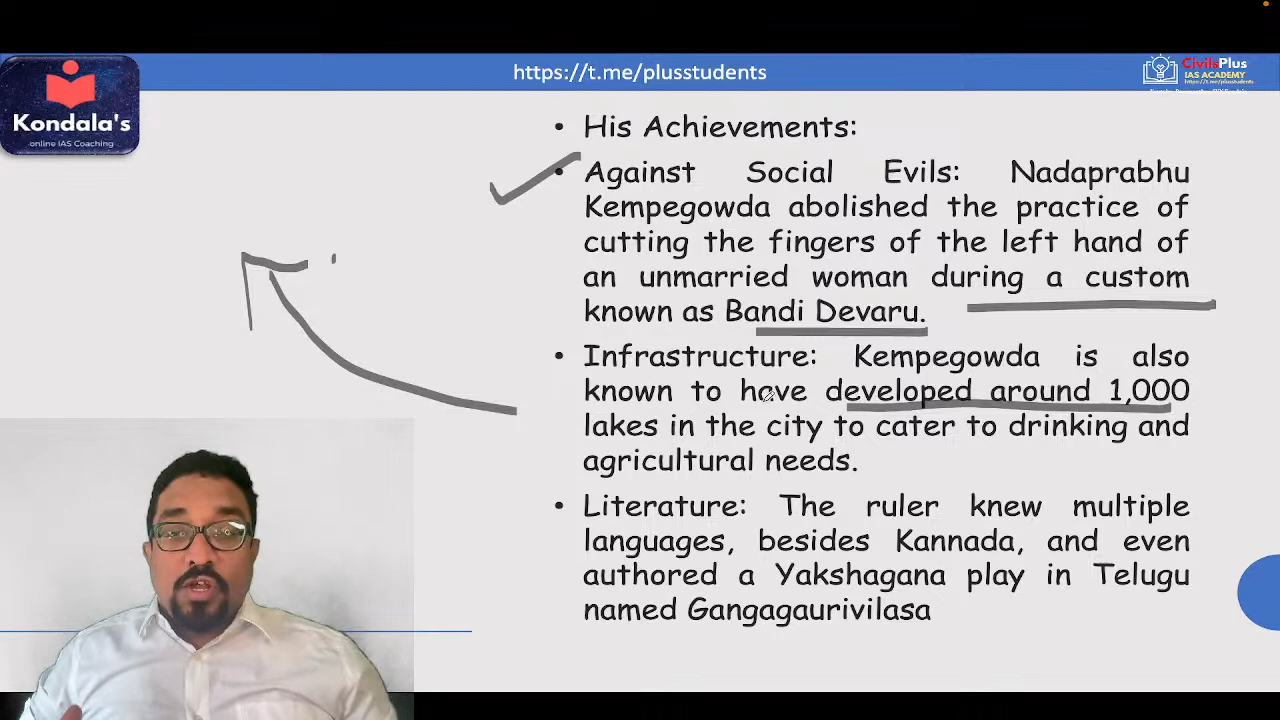 https://t.me/plusstudents
CivilsPlus
IAS ACADEMY
https://t.me/plusstudents
Kondala's
online IAS Coaching
• His Achievements:
• Against Social Evils: Nadaprabhu
Kempegowda abolished the practice of
cutting the fingers of the left hand of
an unmarried woman during a custom
known as Bandi Devaru.
• Infrastructure: Kempegowda is also
known to have developed around 1,000
lakes in the city to cater to drinking and
agricultural needs.
• Literature: The ruler knew multiple
languages, besides Kannada, and even
authored a Yakshagana play in Telugu
named Gangagaurivilasa